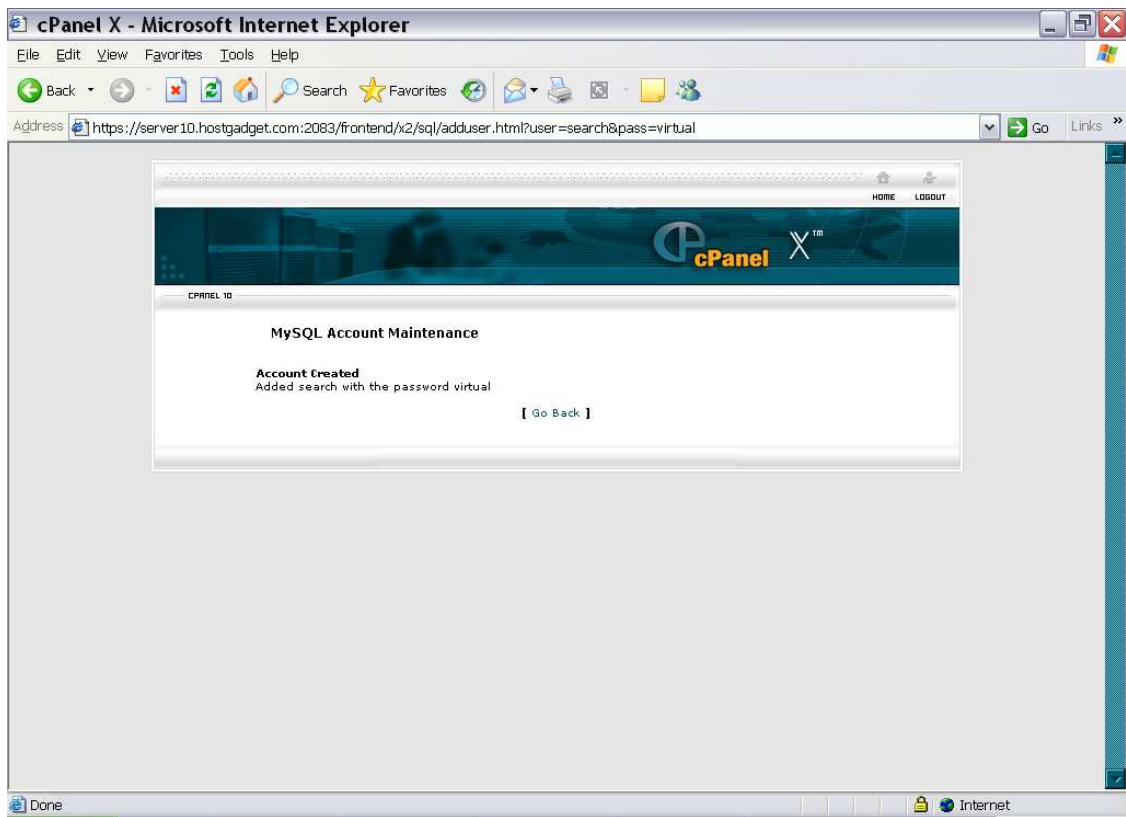 cPanel X - Microsoft Internet Explorer
File Edit View Favorites Tools Help
Back Search Favorites
Address https://server10.hostgadget.com:2083/frontend/x2/sql/adduser.html?user=search&pass=virtual Go Links »
HOME LOGOUT
cPanel X™
CPANEL 10
MySQL Account Maintenance
Account Created
Added search with the password virtual
[ Go Back ]
Done Internet